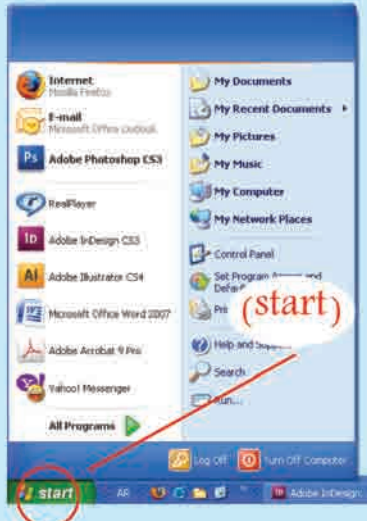 Internet
Mozilla Firefox
E-mail
Microsoft Office Outlook
Ps Adobe Photoshop CS3
RealPlayer
ID Adobe InDesign CS3
AI Adobe Illustrator CS4
Microsoft Office Word 2007
Adobe Acrobat 9 Pro
Yahoo! Messenger
All Programs
My Documents
My Recent Documents
My Pictures
My Music
My Computer
My Network Places
Control Panel
Set Program Access and
(start)
Help and
Search
Run...
Log Off Turn Off Computer
start AR Adobe InDesign